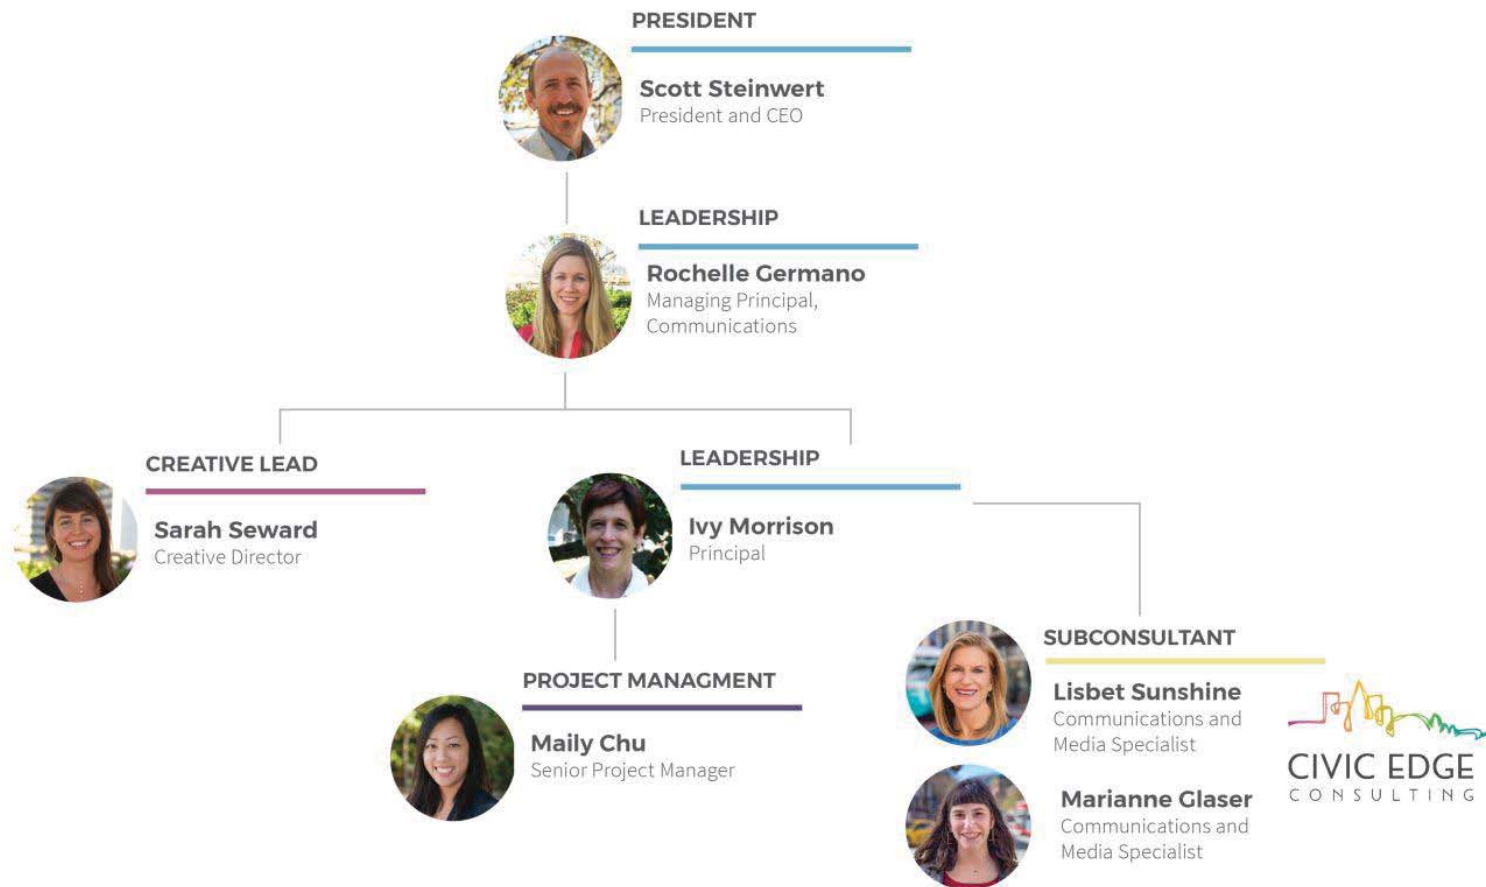 PRESIDENT
Scott Steinwert
President and CEO
LEADERSHIP
Rochelle Germano
Managing Principal,
Communications
CREATIVE LEAD
Sarah Seward
Creative Director
LEADERSHIP
Ivy Morrison
Principal
PROJECT MANAGMENT
Maily Chu
Senior Project Manager
SUBCONSULTANT
Lisbet Sunshine
Communications and
Media Specialist
Marianne Glaser
Communications and
Media Specialist
CIVIC EDGE
CONSULTING